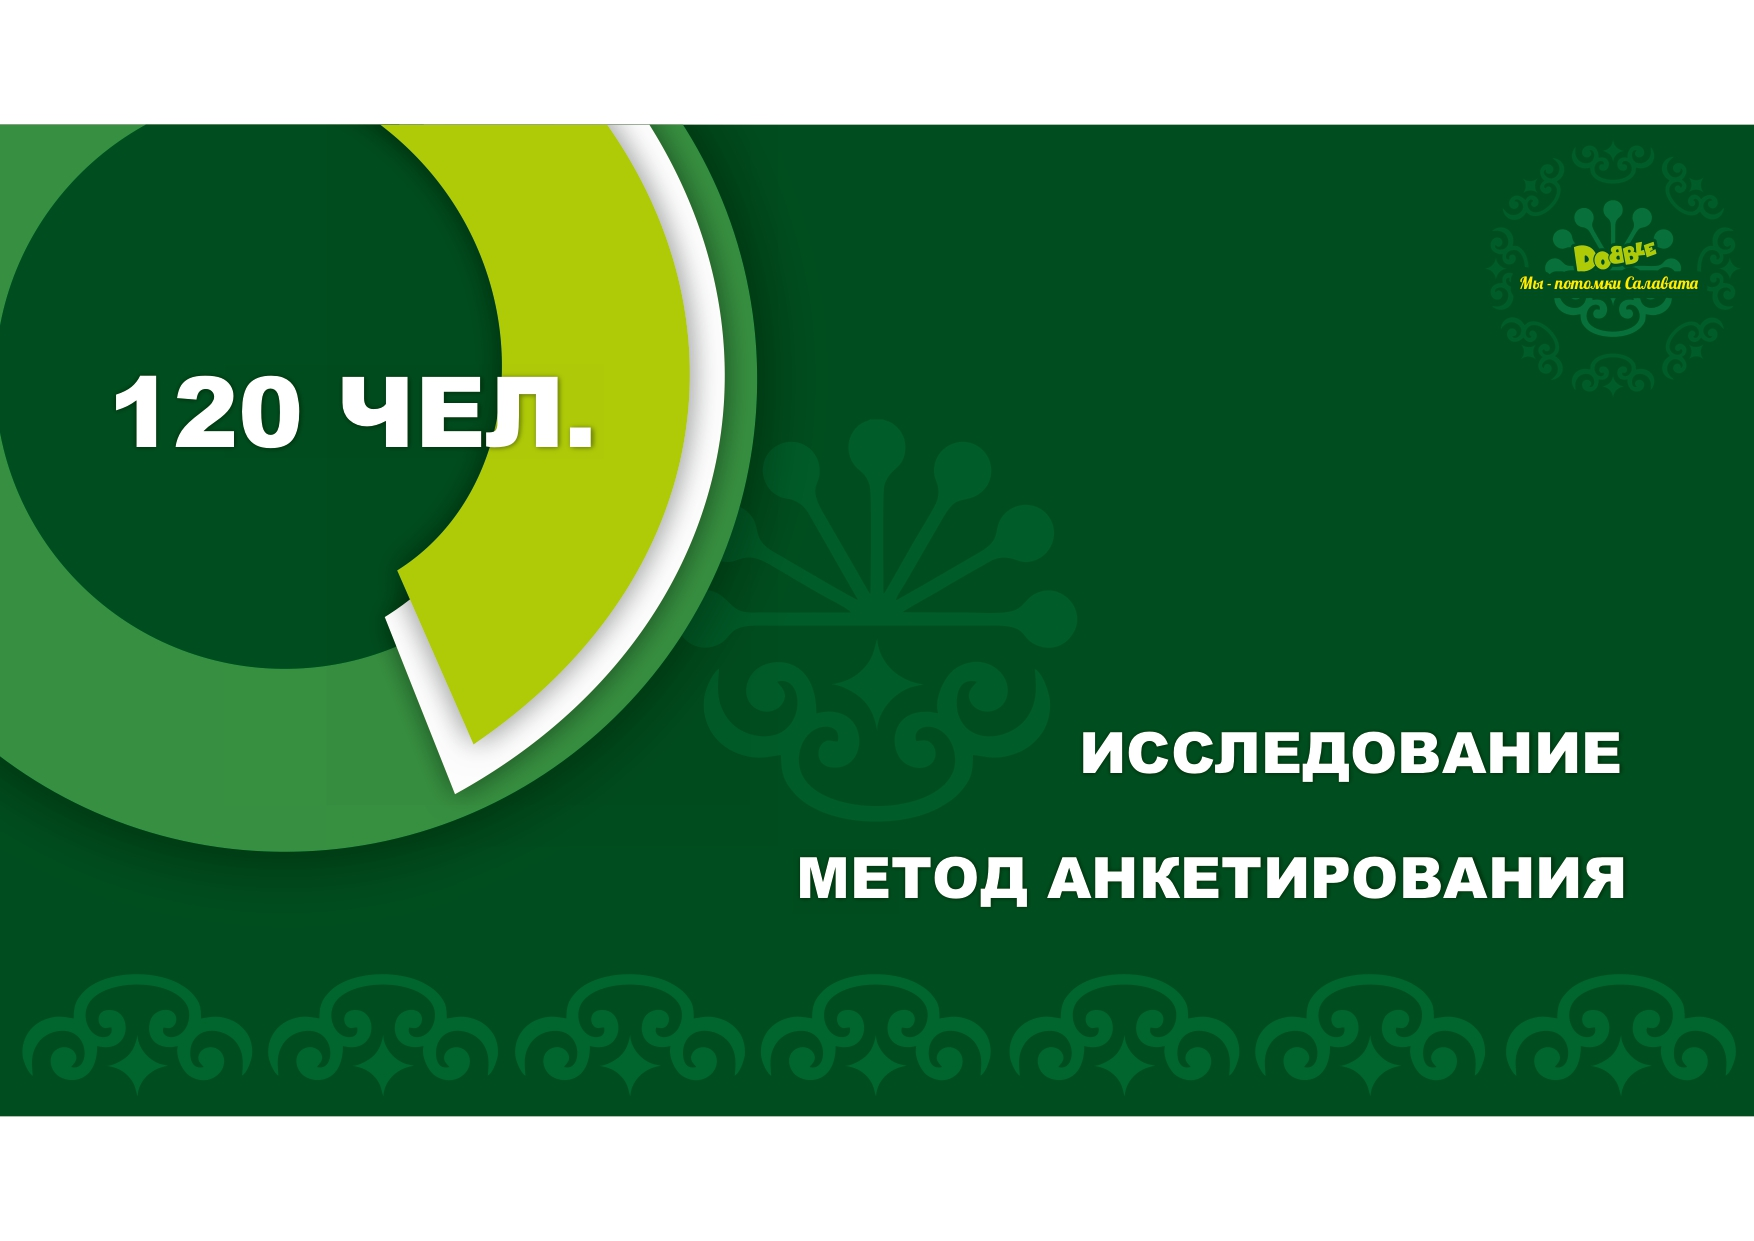 DOBBLE
Мы - потомки Салавата
120 ЧЕЛ.
ИССЛЕДОВАНИЕ
МЕТОД АНКЕТИРОВАНИЯ